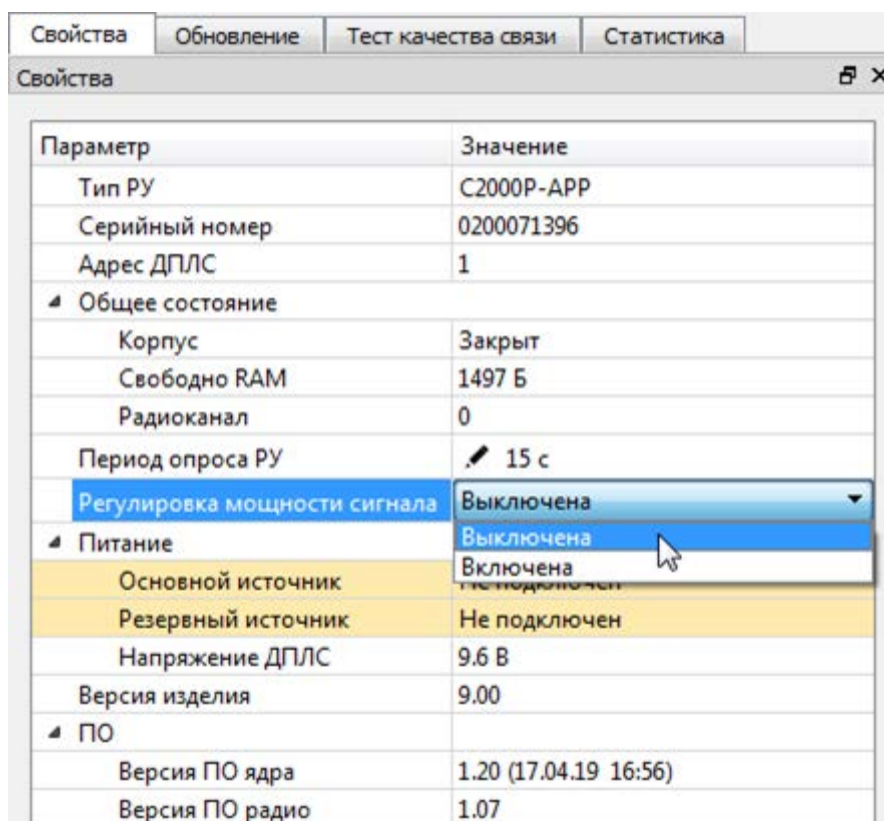 Свойства Обновление Тест качества связи Статистика
Свойства
Параметр Значение
Тип РУ С2000Р-АРР
Серийный номер 0200071396
Адрес ДПЛС 1
Общее состояние
Корпус Закрыт
Свободно RAM 1497 Б
Радиоканал 0
Период опроса РУ 15 с
Регулировка мощности сигнала Выключена
Выключена
Питание
Включена
Основной источник Не подключен
Резервный источник Не подключен
Напряжение ДПЛС 9.6 В
Версия изделия 9.00
ПО
Версия ПО ядра 1.20 (17.04.19 16:56)
Версия ПО радио 1.07